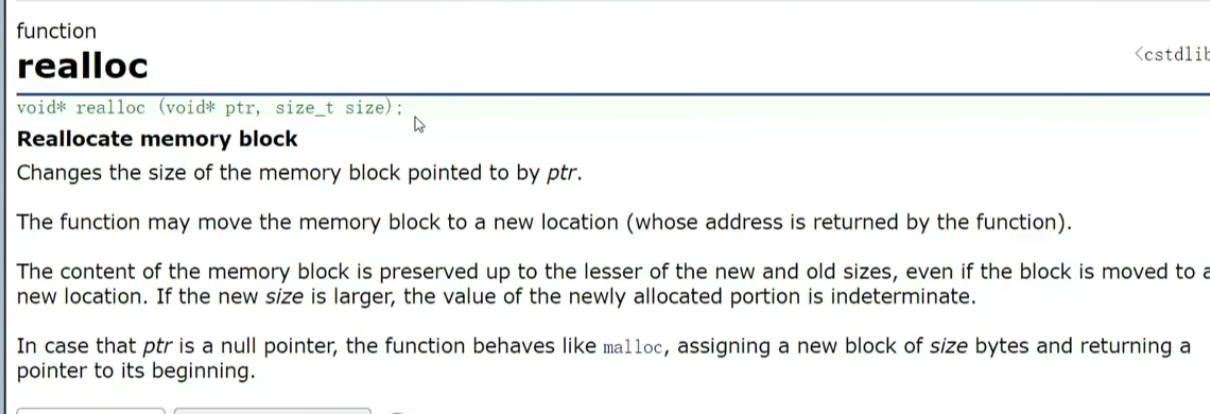 function
realloc
<cstdlib
void* realloc (void* ptr, size_t size);
Reallocate memory block
Changes the size of the memory block pointed to by ptr.
The function may move the memory block to a new location (whose address is returned by the function).
The content of the memory block is preserved up to the lesser of the new and old sizes, even if the block is moved to a
new location. If the new size is larger, the value of the newly allocated portion is indeterminate.
In case that ptr is a null pointer, the function behaves like malloc, assigning a new block of size bytes and returning a
pointer to its beginning.